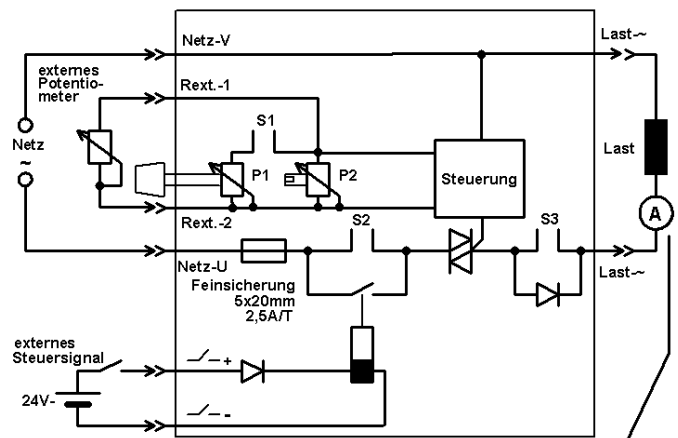 Netz-V
Last-~
externes
Potentio-
meter
Rext.-1
S1
Netz
~
P1
P2
Steuerung
Last
Rext.-2
S2
S3
A
Netz-U
Last-~
Feinsicherung
5x20mm
2,5A/T
externes
Steuersignal
+
24V-
-